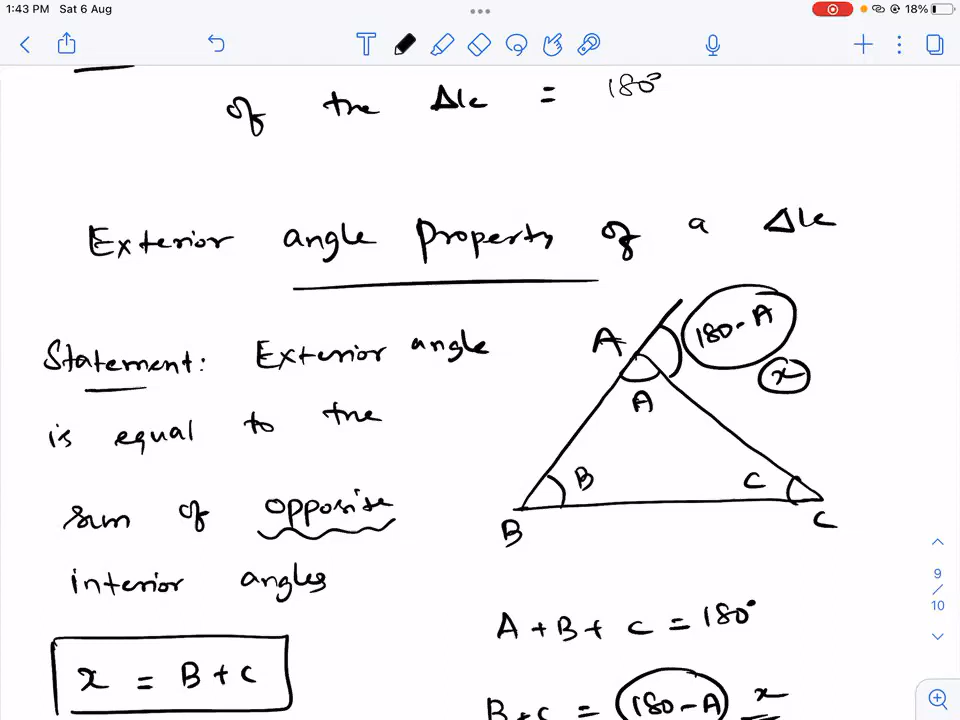 1:43 PM Sat 6 Aug
18%
T
of the Δle = 180°
Exterior angle Property of a Δle
Statement: Exterior angle
is equal to the
sum of opposite
interior angles
x = B+C
A
180-A
x
A
B
C
B
C
A + B + C = 180°
B+C = 180-A x
9
/
10